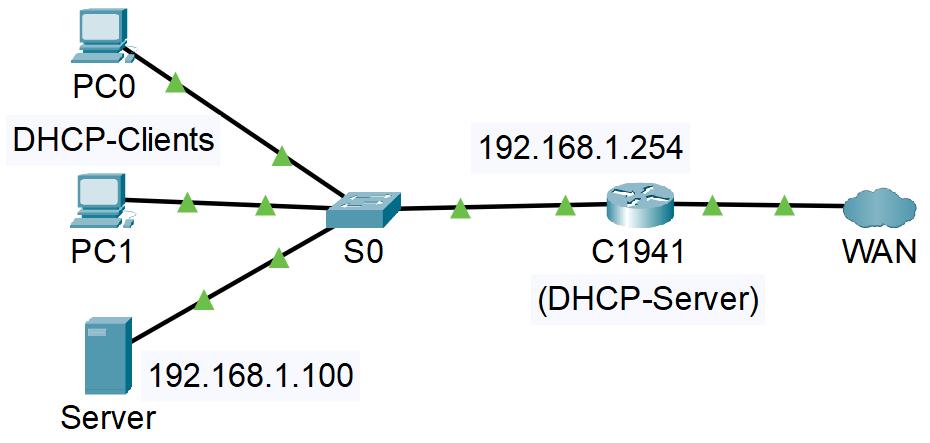 PC0
DHCP-Clients
192.168.1.254
PC1
S0
C1941
WAN
(DHCP-Server)
192.168.1.100
Server